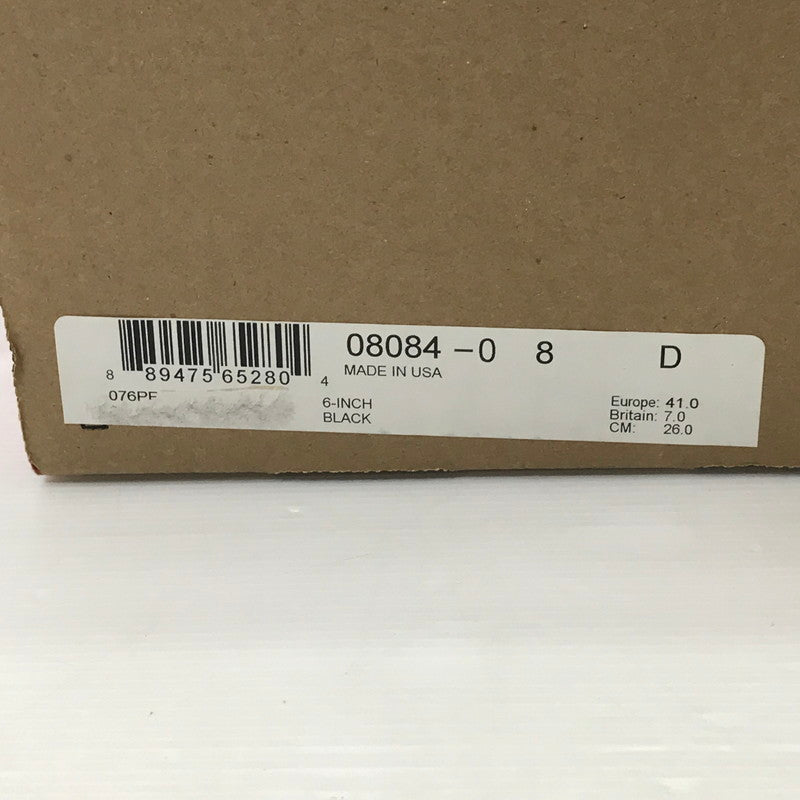 08084-0 8 D
MADE IN USA
8 89475 65280 4
076PF
6-INCH
BLACK
Europe: 41.0
Britain: 7.0
CM: 26.0